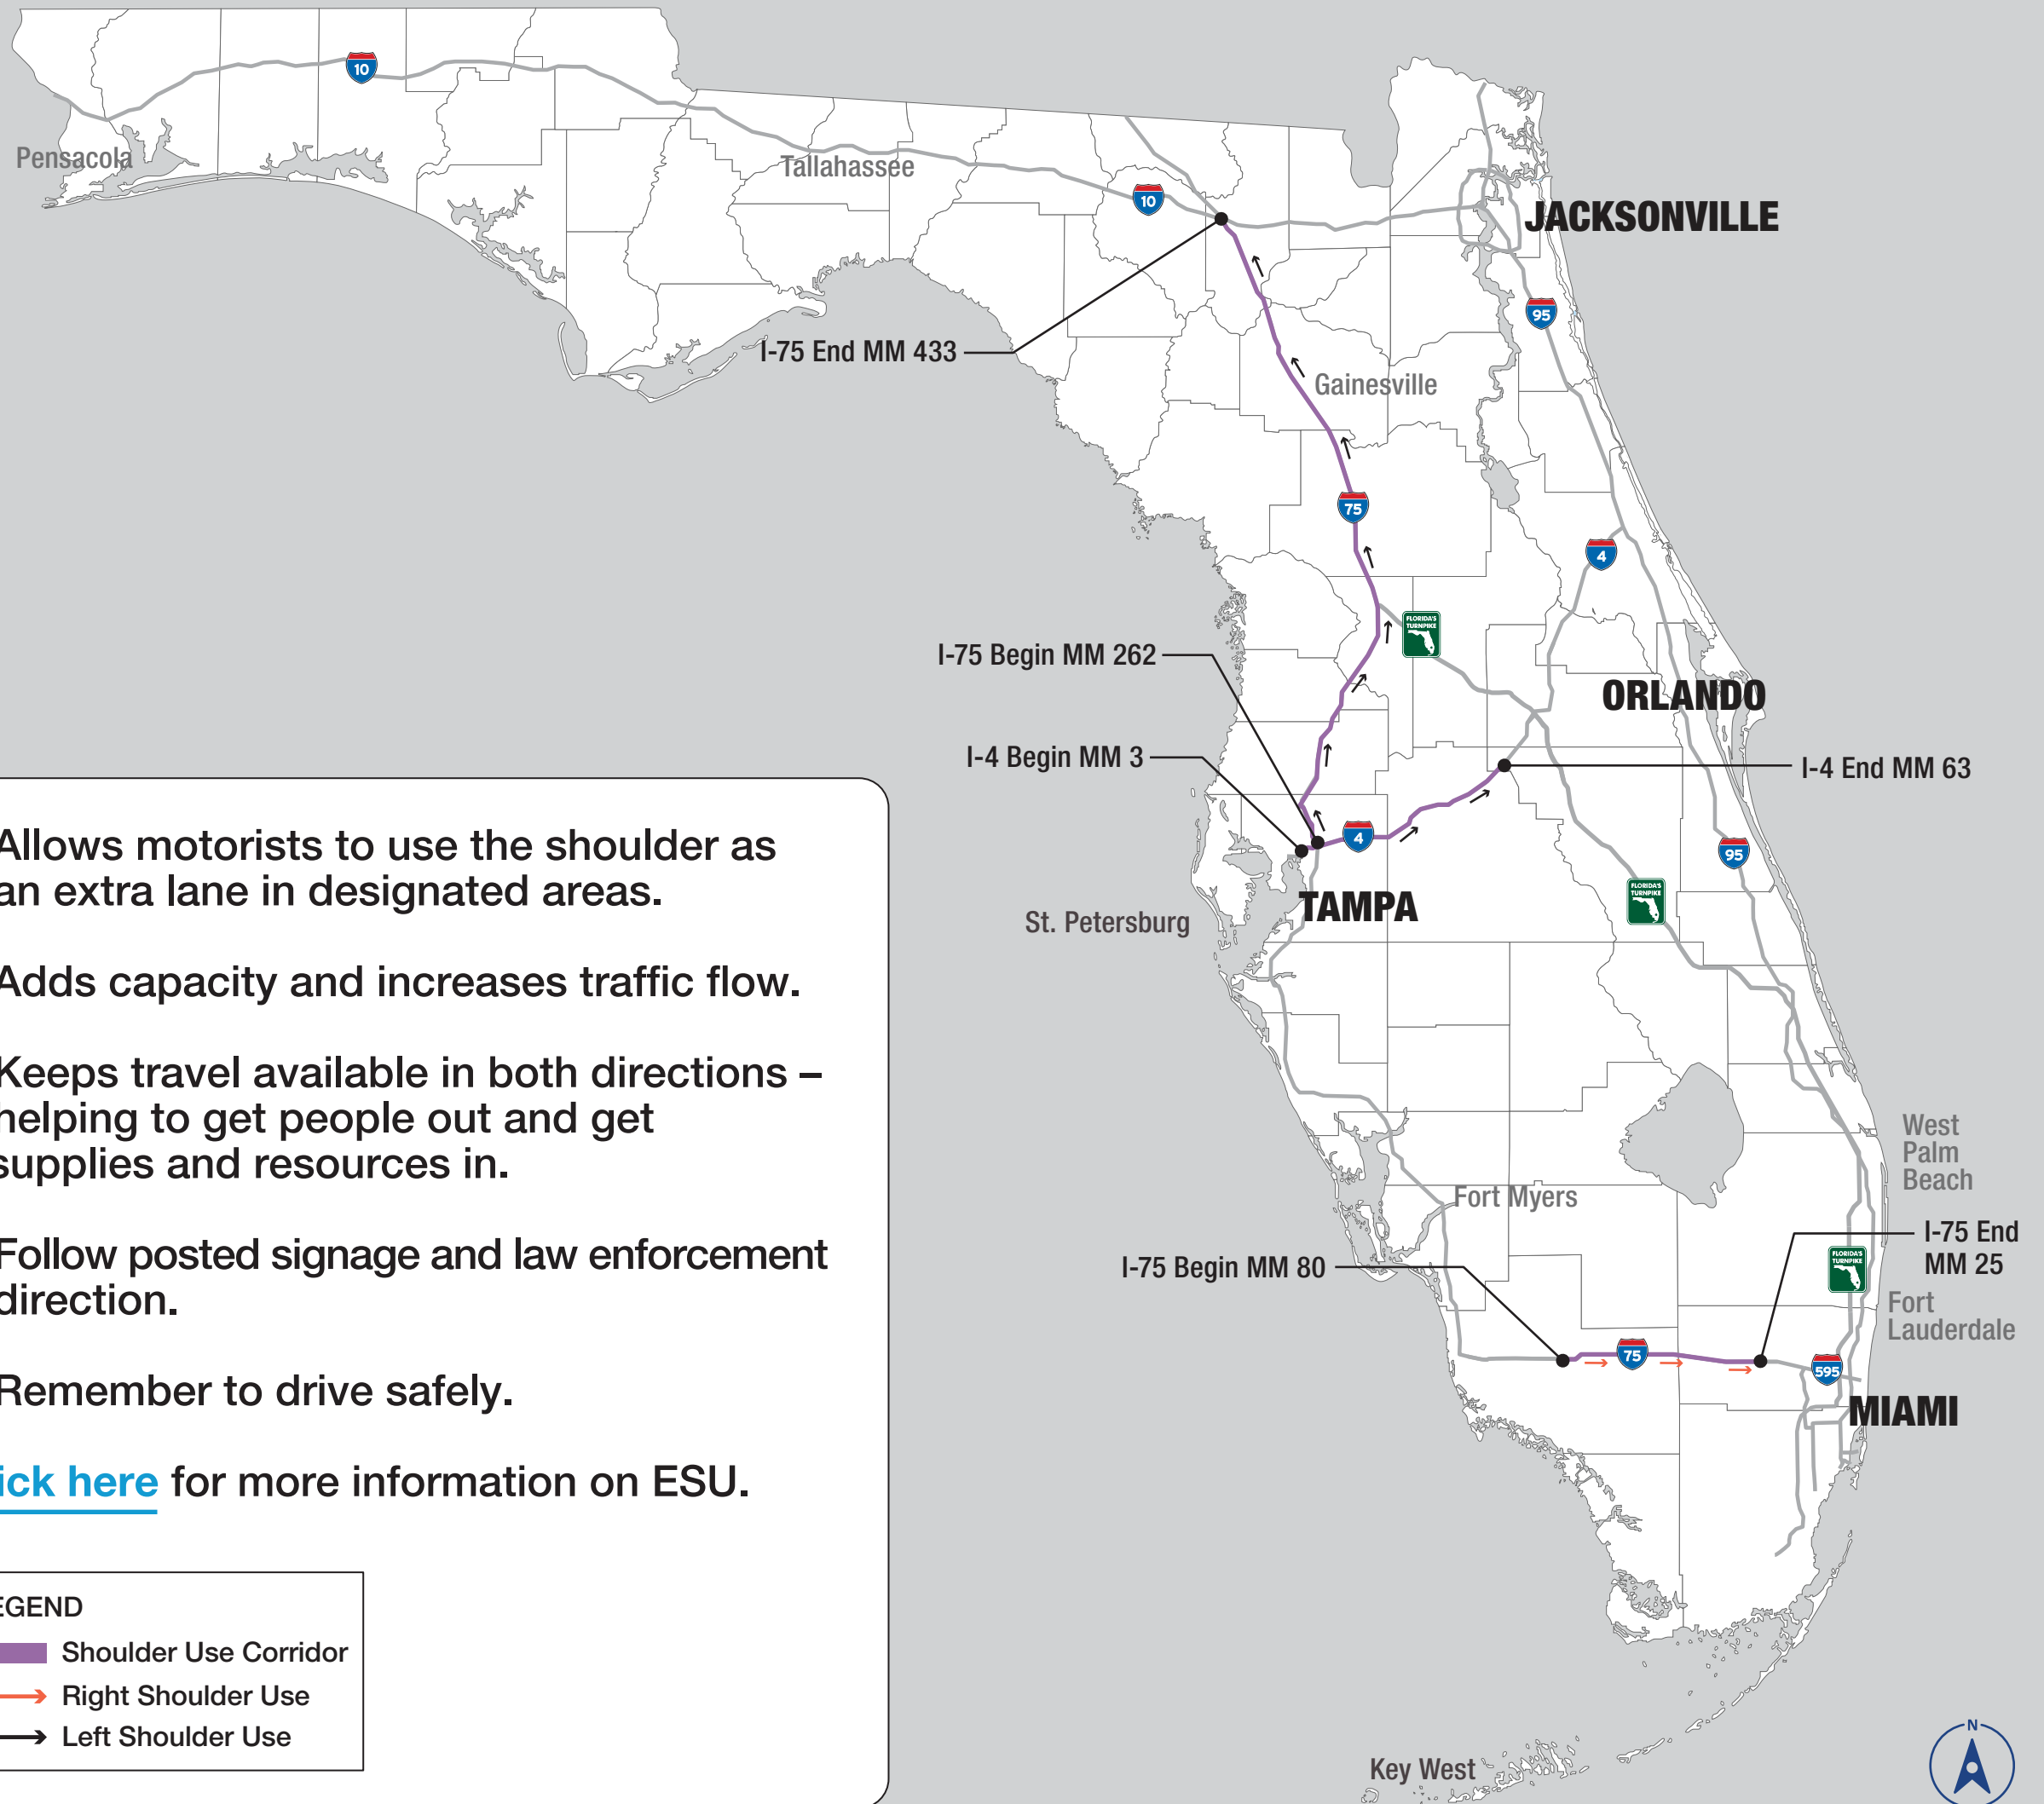 10
Pensacola
Tallahassee
10
JACKSONVILLE
95
I-75 End MM 433
Gainesville
75
4
FLORIDA'S
TURNPIKE
I-75 Begin MM 262
ORLANDO
I-4 Begin MM 3
I-4 End MM 63
4
95
FLORIDA'S
TURNPIKE
TAMPA
St. Petersburg
West
Palm
Beach
Fort Myers
I-75 End
MM 25
I-75 Begin MM 80
FLORIDA'S
TURNPIKE
Fort
Lauderdale
75
595
MIAMI
Key West
N
Allows motorists to use the shoulder as
an extra lane in designated areas.
Adds capacity and increases traffic flow.
Keeps travel available in both directions –
helping to get people out and get
supplies and resources in.
Follow posted signage and law enforcement
direction.
Remember to drive safely.
ick here for more information on ESU.
EGEND
Shoulder Use Corridor
Right Shoulder Use
Left Shoulder Use